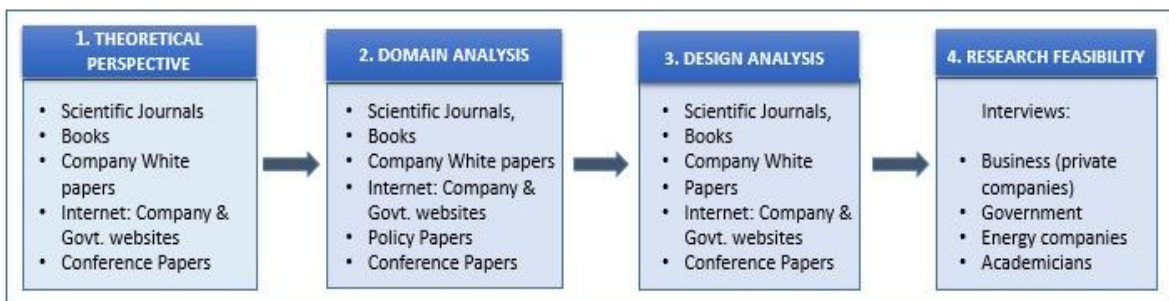 1. THEORETICAL
PERSPECTIVE
• Scientific Journals
• Books
• Company White
papers
• Internet: Company &
Govt. websites
• Conference Papers
2. DOMAIN ANALYSIS
• Scientific Journals,
• Books
• Company White papers
• Internet: Company &
Govt. websites
• Policy Papers
• Conference Papers
3. DESIGN ANALYSIS
• Scientific Journals,
• Books
• Company White
• Papers
• Internet: Company &
Govt. websites
• Conference Papers
4. RESEARCH FEASIBILITY
Interviews:
• Business (private
companies)
• Government
• Energy companies
• Academicians